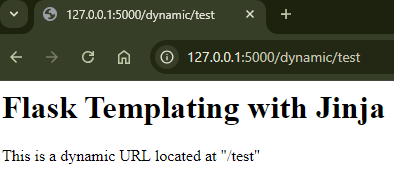 127.0.0.1:5000/dynamic/test
127.0.0.1:5000/dynamic/test
Flask Templating with Jinja
This is a dynamic URL located at "/test"